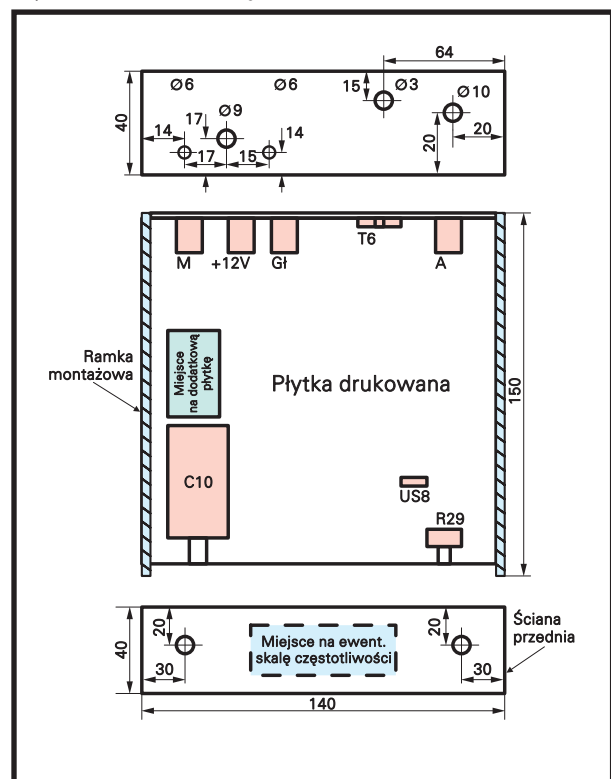 64
Ø6
Ø6
15
Ø3
Ø10
40
17
Ø9
14
14
17
15
20
20
M
+12V
Gł
T6
A
Ramka
montażowa
Miejsce
na dodatkową
płytkę
Płytka drukowana
150
C10
US8
R29
20
40
30
Miejsce na ewent.
skalę częstotliwości
20
30
Ściana
przednia
140